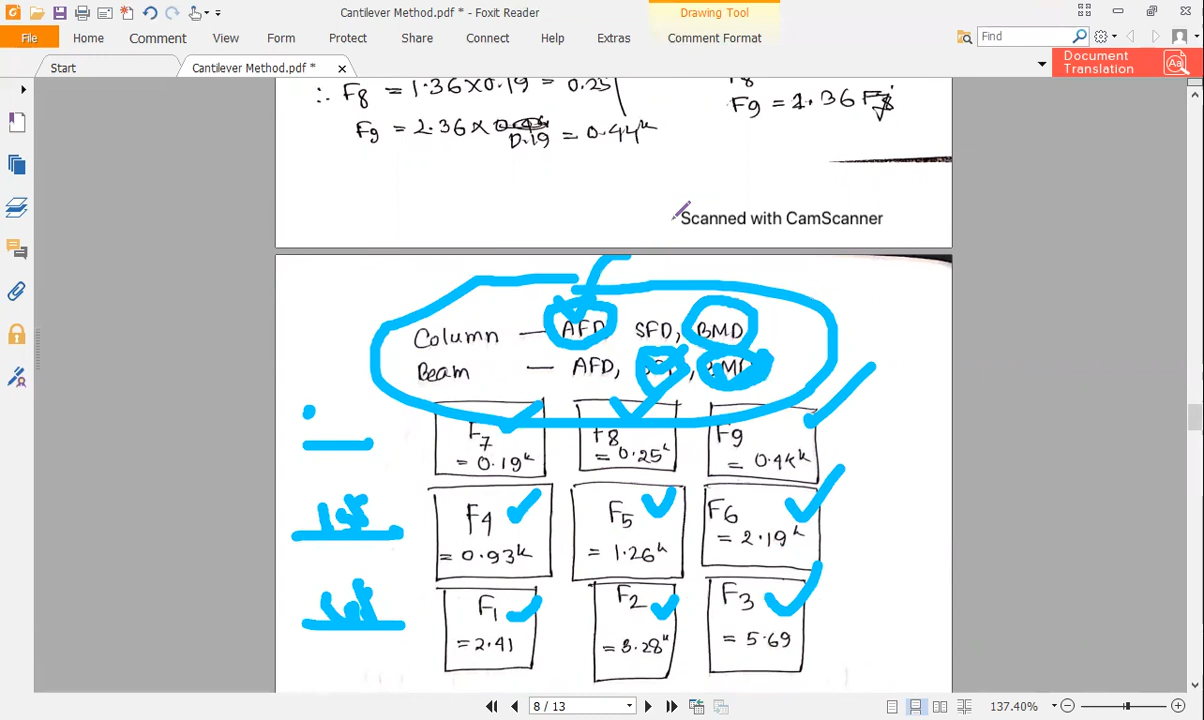 Cantilever Method.pdf * - Foxit Reader
Drawing Tool
File
Home
Comment
View
Form
Protect
Share
Connect
Help
Extras
Comment Format
Find
Start
Cantilever Method.pdf *
Document
Translation
∴ F8 = 1.36×0.19 = 0.25
F9 = 2.36 × 0.19 = 0.44k
F8
F9 = 2.36 F7
Scanned with CamScanner
Column — AFD SFD, BMD
Beam — AFD, BMD
F7 = 0.19k
F8 = 0.25k
F9 = 0.44k
F4 = 0.93k
F5 = 1.26k
F6 = 2.19k
F1 = 2.41
F2 = 3.28k
F3 = 5.69
8 / 13
137.40%